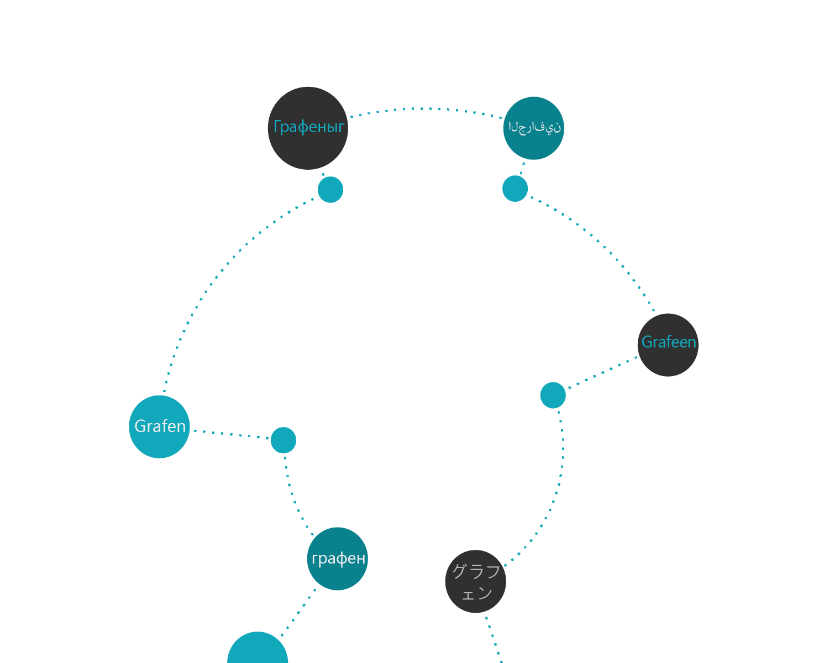 Графеныг
الجرافين
Grafeen
Grafen
графен
グラフ
ェン